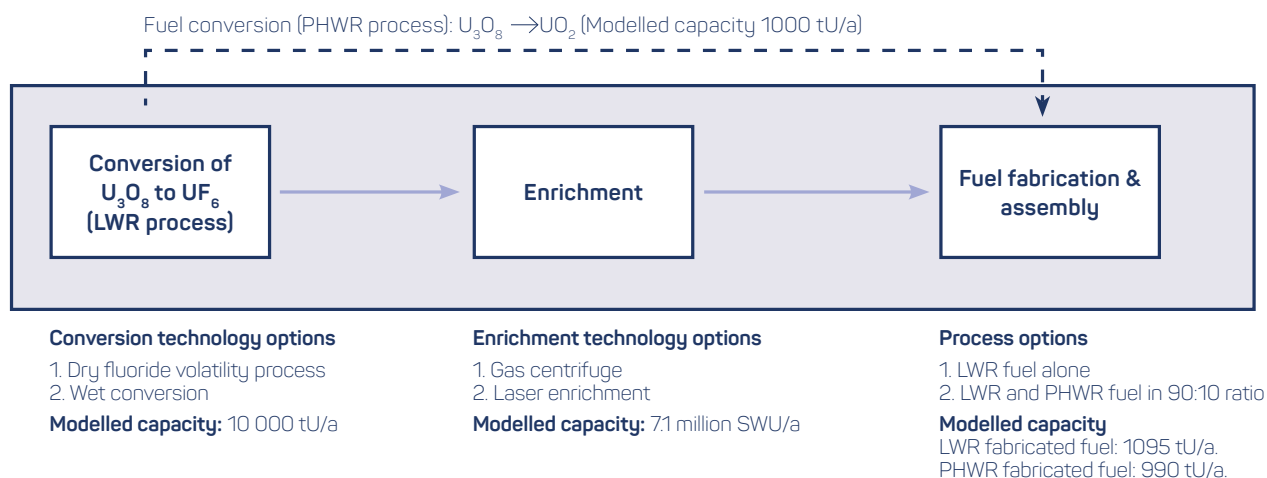 Fuel conversion (PHWR process): U₃O₈ →UO₂ (Modelled capacity 1000 tU/a)
Conversion of
U₃O₈ to UF₆
(LWR process)
Enrichment
Fuel fabrication &
assembly
Conversion technology options
1. Dry fluoride volatility process
2. Wet conversion
Modelled capacity: 10 000 tU/a
Enrichment technology options
1. Gas centrifuge
2. Laser enrichment
Modelled capacity: 7.1 million SWU/a
Process options
1. LWR fuel alone
2. LWR and PHWR fuel in 90:10 ratio
Modelled capacity
LWR fabricated fuel: 1095 tU/a.
PHWR fabricated fuel: 990 tU/a.